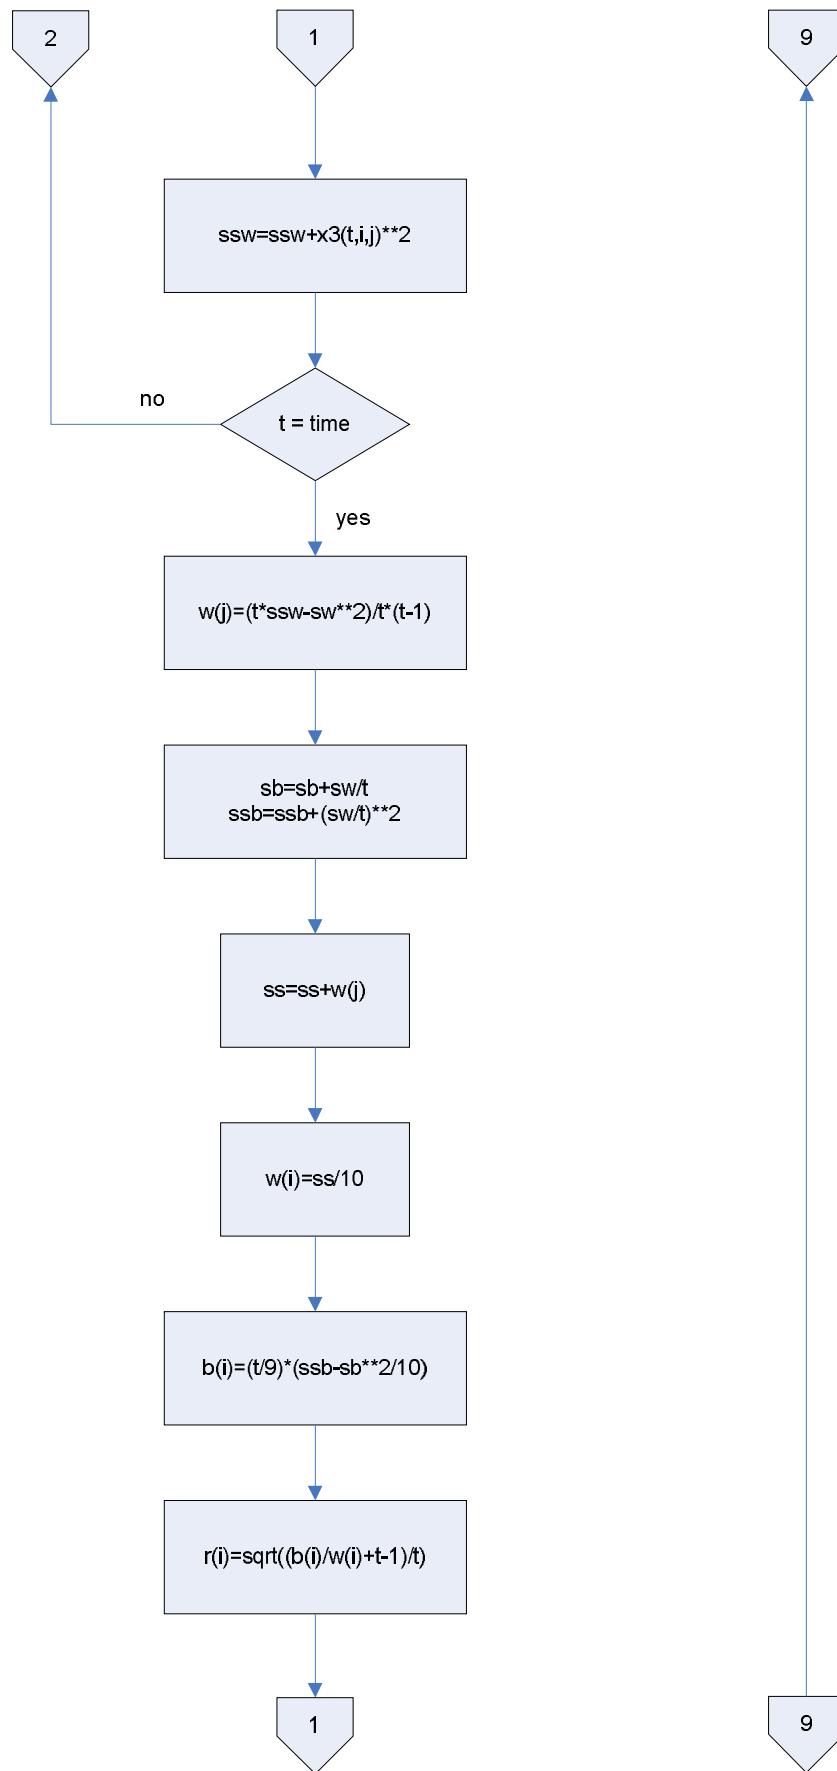 2
1
9
ssw=ssw+x3(t,i,j)**2
no
t = time
yes
w(j)=(t*ssw-sw**2)/t*(t-1)
sb=sb+sw/t
ssb=ssb+(sw/t)**2
ss=ss+w(j)
w(i)=ss/10
b(i)=(t/9)*(ssb-sb**2/10)
r(i)=sqrt((b(i)/w(i)+t-1)/t)
1
9